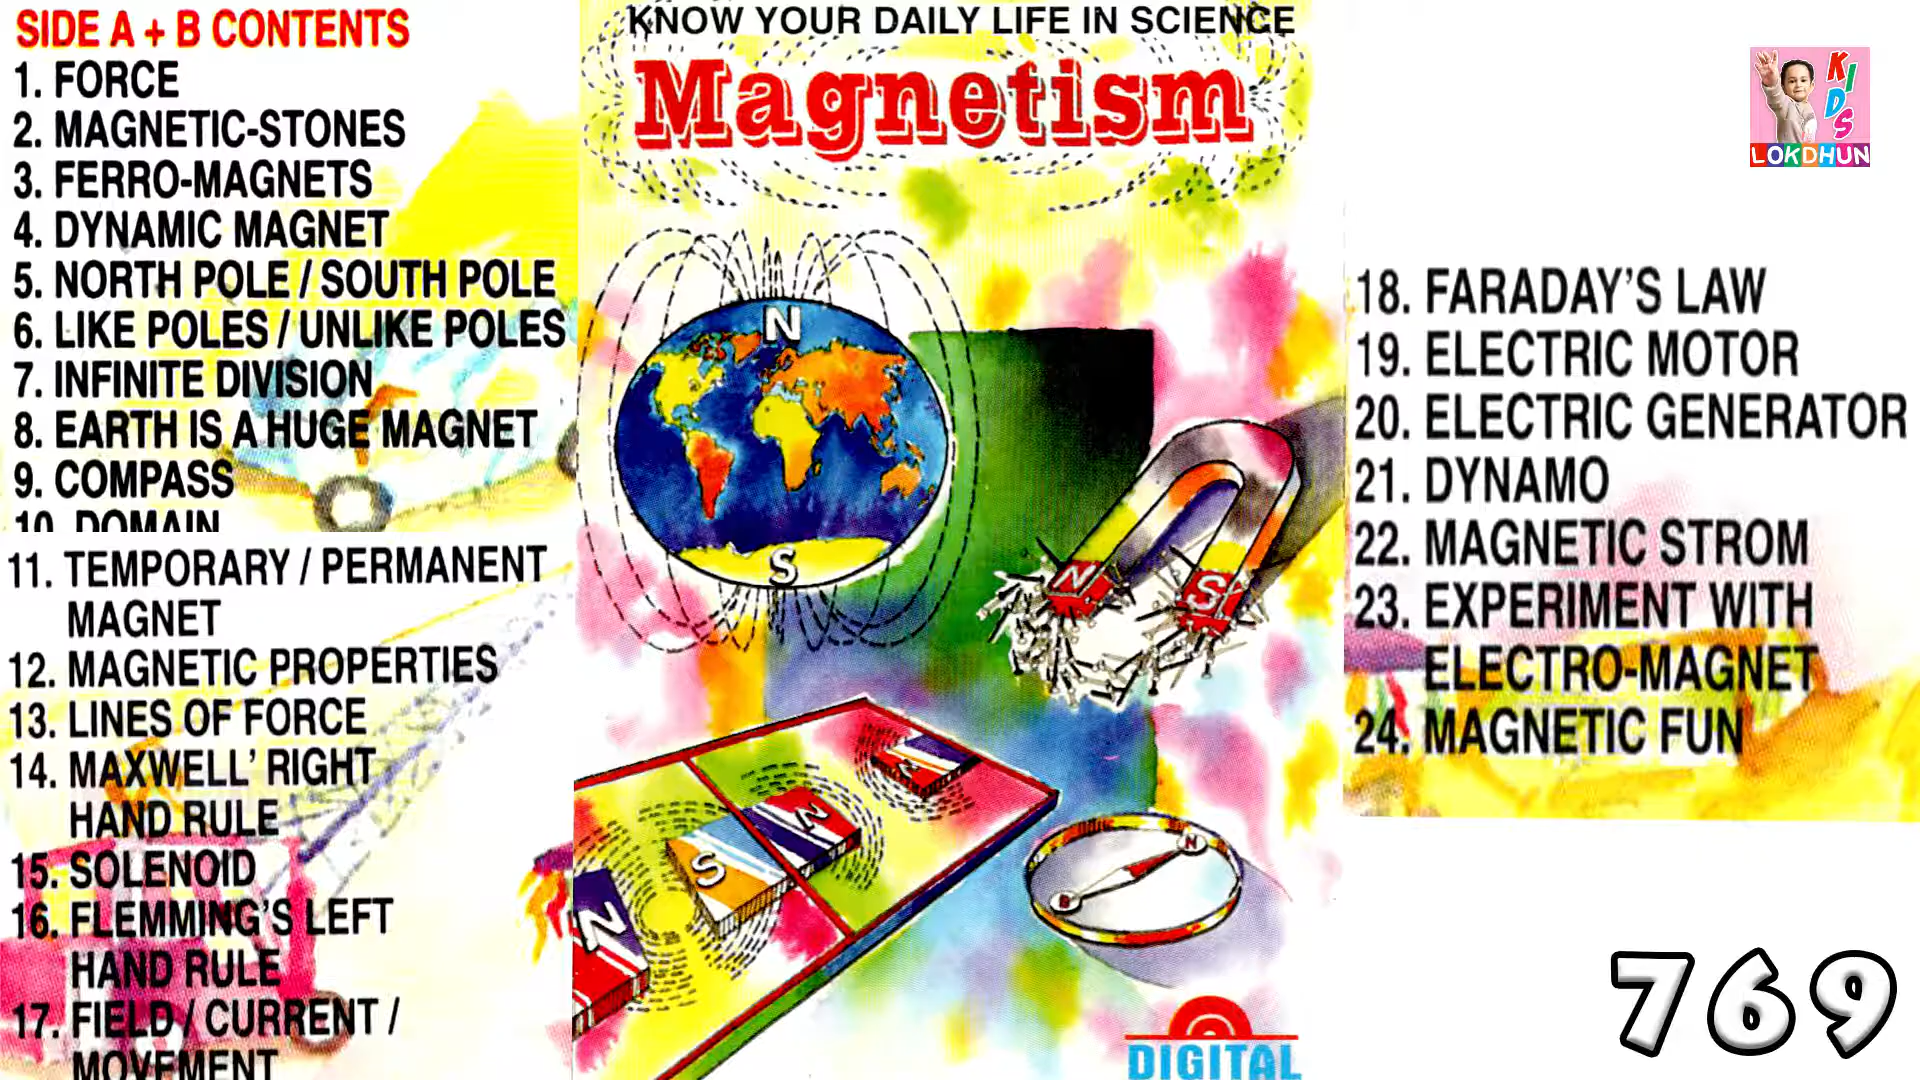 SIDE A + B CONTENTS
1. FORCE
2. MAGNETIC-STONES
3. FERRO-MAGNETS
4. DYNAMIC MAGNET
5. NORTH POLE / SOUTH POLE
6. LIKE POLES / UNLIKE POLES
7. INFINITE DIVISION
8. EARTH IS A HUGE MAGNET
9. COMPASS
10. DOMAIN
11. TEMPORARY / PERMANENT
MAGNET
12. MAGNETIC PROPERTIES
13. LINES OF FORCE
14. MAXWELL' RIGHT
HAND RULE
15. SOLENOID
16. FLEMMING'S LEFT
HAND RULE
17. FIELD / CURRENT /
MOVEMENT
KNOW YOUR DAILY LIFE IN SCIENCE
Magnetism
N
S
N
S
N
N
S
N
N
DIGITAL
KIDS
LOKDHUN
18. FARADAY'S LAW
19. ELECTRIC MOTOR
20. ELECTRIC GENERATOR
21. DYNAMO
22. MAGNETIC STROM
23. EXPERIMENT WITH
ELECTRO-MAGNET
24. MAGNETIC FUN
769